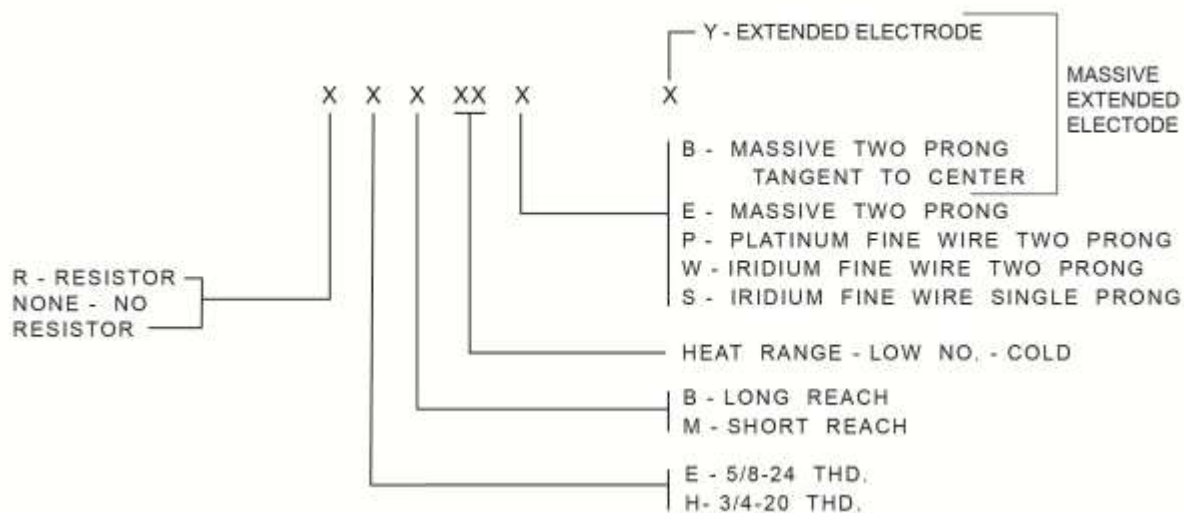 Y - EXTENDED ELECTRODE
MASSIVE
EXTENDED
ELECTODE
X X X XX X X
B - MASSIVE TWO PRONG
TANGENT TO CENTER
E - MASSIVE TWO PRONG
P - PLATINUM FINE WIRE TWO PRONG
W - IRIDIUM FINE WIRE TWO PRONG
S - IRIDIUM FINE WIRE SINGLE PRONG
R - RESISTOR
NONE - NO
RESISTOR
HEAT RANGE - LOW NO. - COLD
B - LONG REACH
M - SHORT REACH
E - 5/8-24 THD.
H- 3/4-20 THD.